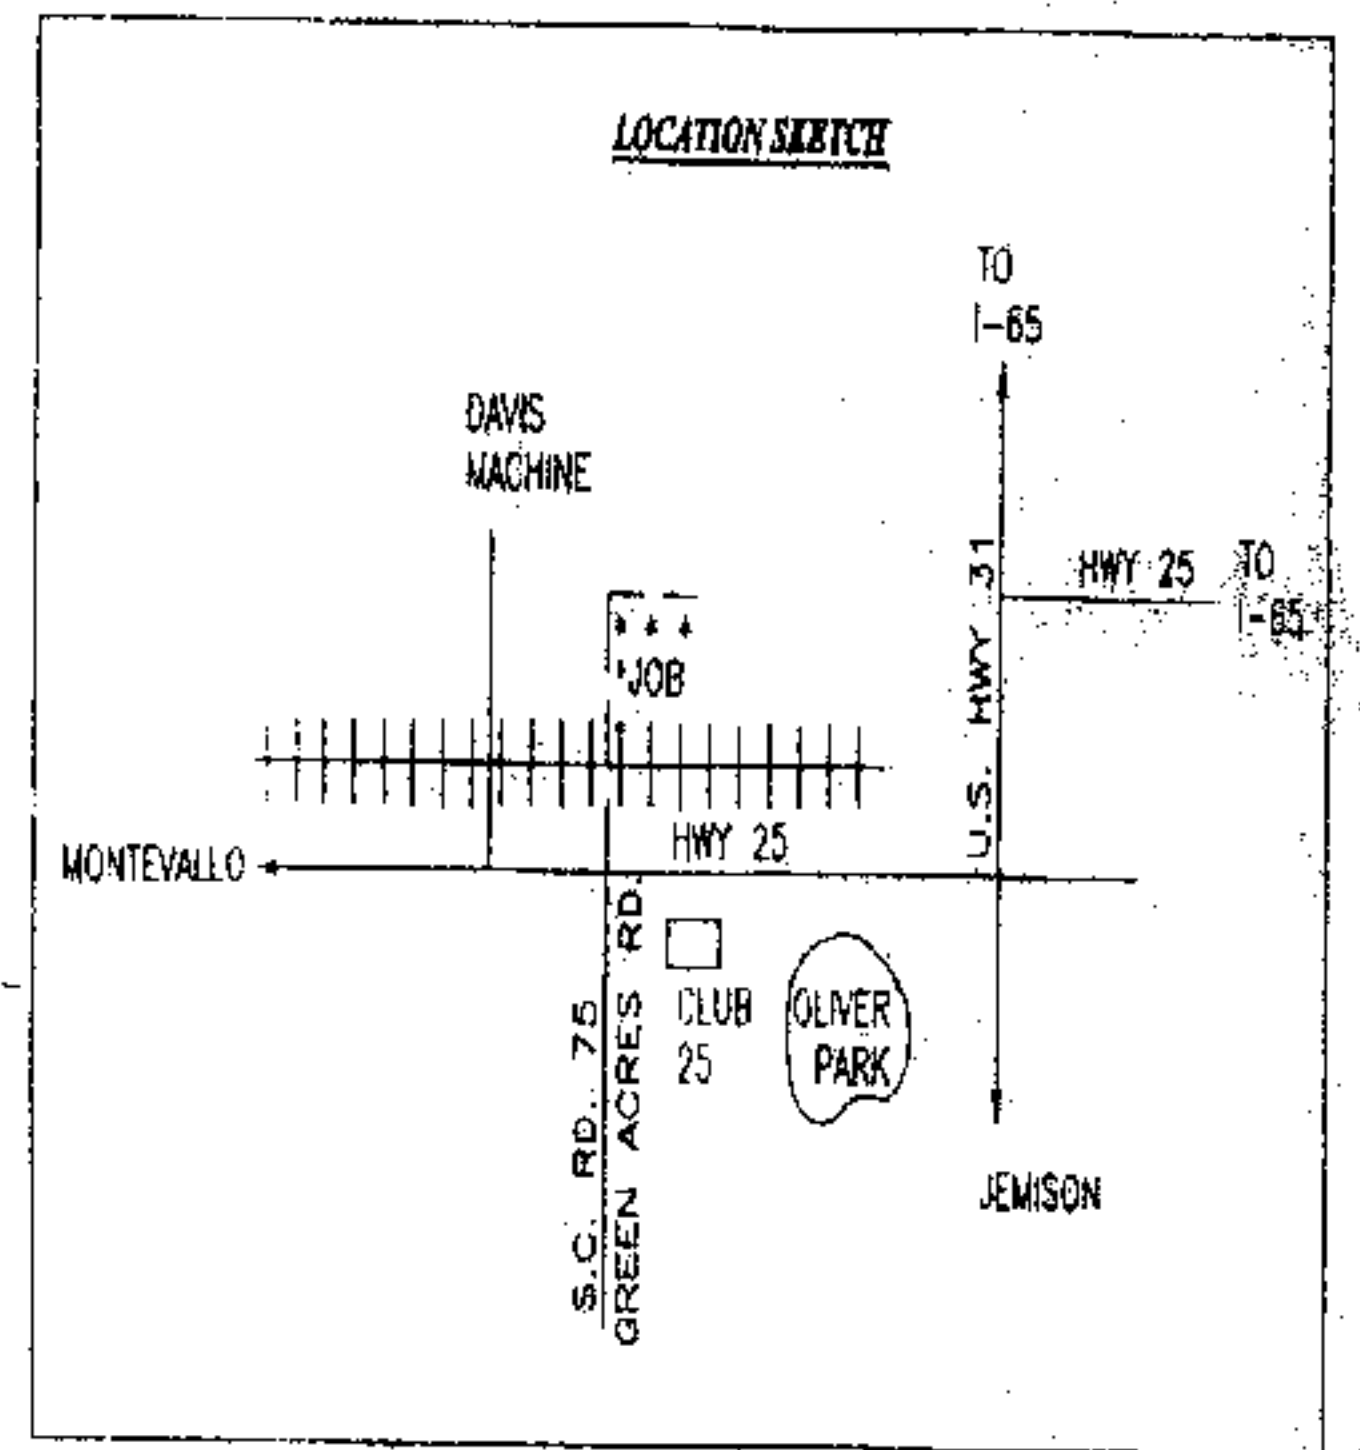 LOCATION SKETCH
TO
I-65
DAVIS
MACHINE
U.S. HWY 31
HWY 25
TO
I-65
JOB
HWY 25
MONTEVALLO
S.C. RD. 75
GREEN ACRES RD.
CLUB
25
OLIVER
PARK
JEMISON